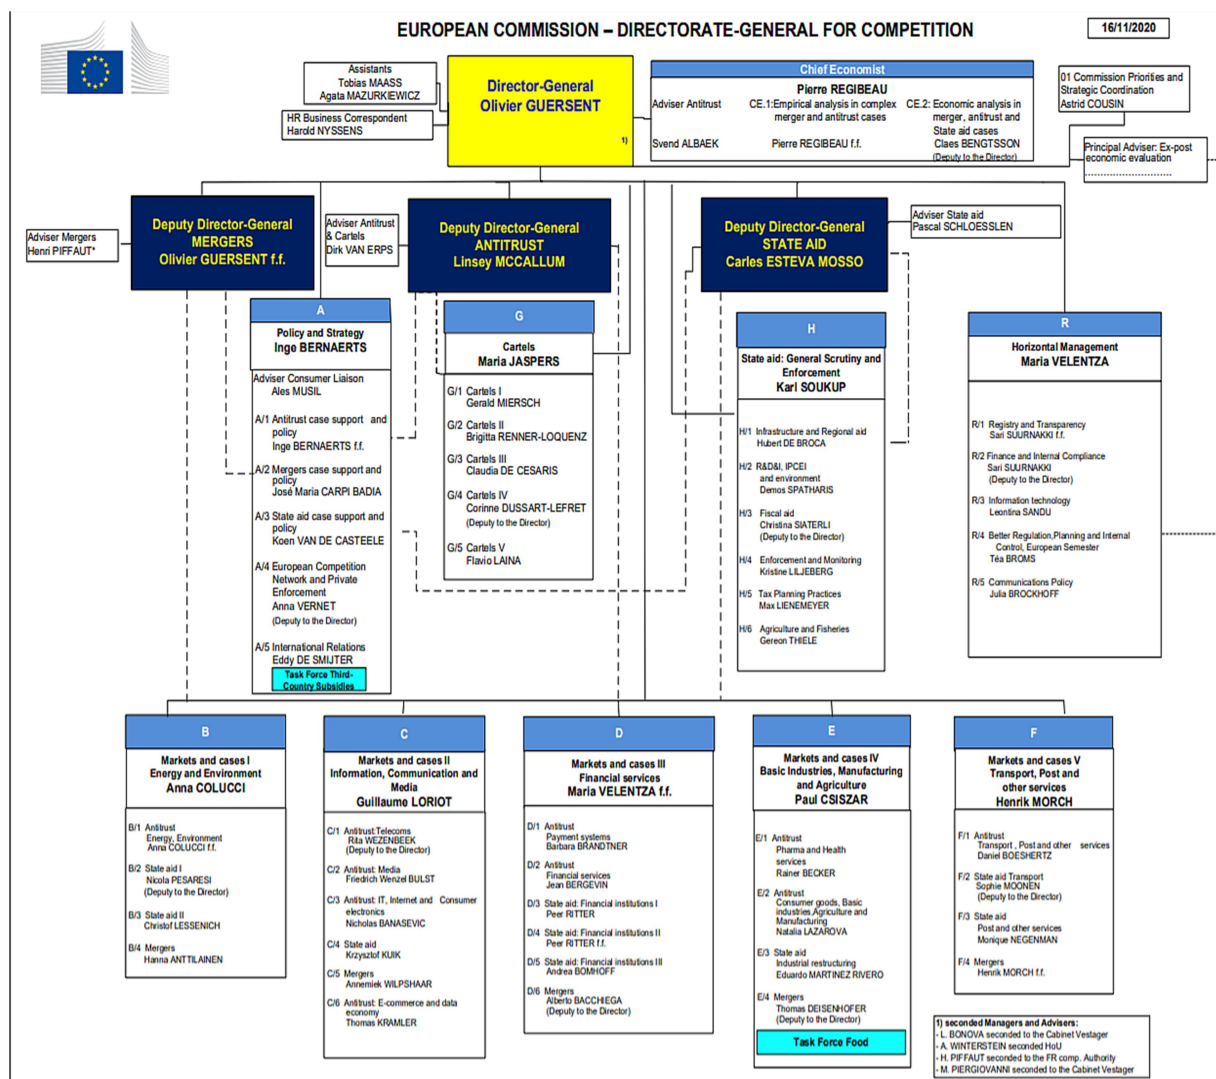 EUROPEAN COMMISSION – DIRECTORATE-GENERAL FOR COMPETITION
16/11/2020
Assistants
Tobias MAASS
Agata MAZURKIEWICZ
HR Business Correspondent
Harold NYSSENS
Director-General
Olivier GUERSENT
1)
Chief Economist
Pierre REGIBEAU
Adviser Antitrust
Svend ALBAEK
CE.1:Empirical analysis in complex
merger and antitrust cases
Pierre REGIBEAU f.f.
CE.2: Economic analysis in
merger, antitrust and
State aid cases
Claes BENGTSSON
(Deputy to the Director)
01 Commission Priorities and
Strategic Coordination
Astrid COUSIN
Principal Adviser: Ex-post
economic evaluation
............................
Adviser Mergers
Henri PIFFAUT*
Deputy Director-General
MERGERS
Olivier GUERSENT f.f.
Adviser Antitrust
& Cartels
Dirk VAN ERPS
Deputy Director-General
ANTITRUST
Linsey MCCALLUM
Deputy Director-General
STATE AID
Carles ESTEVA MOSSO
Adviser State aid
Pascal SCHLOESSLEN
A
Policy and Strategy
Inge BERNAERTS
Adviser Consumer Liaison
Ales MUSIL
A/1 Antitrust case support and
policy
Inge BERNAERTS f.f.
A/2 Mergers case support and
policy
José Maria CARPI BADIA
A/3 State aid case support and
policy
Koen VAN DE CASTEELE
A/4 European Competition
Network and Private
Enforcement
Anna VERNET
(Deputy to the Director)
A/5 International Relations
Eddy DE SMIJTER
Task Force Third-
Country Subsidies
G
Cartels
Maria JASPERS
G/1 Cartels I
Gerald MIERSCH
G/2 Cartels II
Brigitta RENNER-LOQUENZ
G/3 Cartels III
Claudia DE CESARIS
G/4 Cartels IV
Corinne DUSSART-LEFRET
(Deputy to the Director)
G/5 Cartels V
Flavio LAINA
H
State aid: General Scrutiny and
Enforcement
Karl SOUKUP
H/1 Infrastructure and Regional aid
Hubert DE BROCA
H/2 R&D&I, IPCEI
and environment
Demos SPATHARIS
H/3 Fiscal aid
Christina SIATERLI
(Deputy to the Director)
H/4 Enforcement and Monitoring
Kristine LILJEBERG
H/5 Tax Planning Practices
Max LIENEMEYER
H/6 Agriculture and Fisheries
Gereon THIELE
R
Horizontal Management
Maria VELENTZA
R/1 Registry and Transparency
Sari SUURNAKKI f.f.
R/2 Finance and Internal Compliance
Sari SUURNAKKI
(Deputy to the Director)
R/3 Information technology
Leontina SANDU
R/4 Better Regulation,Planning and Internal
Control, European Semester
Téa BROMS
R/5 Communications Policy
Julia BROCKHOFF
B
Markets and cases I
Energy and Environment
Anna COLUCCI
B/1 Antitrust
Energy, Environment
Anna COLUCCI f.f.
B/2 State aid I
Nicola PESARESI
(Deputy to the Director)
B/3 State aid II
Christof LESSENICH
B/4 Mergers
Hanna ANTTILAINEN
C
Markets and cases II
Information, Communication and
Media
Guillaume LORIOT
C/1 Antitrust:Telecoms
Rita WEZENBEEK
(Deputy to the Director)
C/2 Antitrust: Media
Friedrich Wenzel BULST
C/3 Antitrust: IT, Internet and Consumer
electronics
Nicholas BANASEVIC
C/4 State aid
Krzysztof KUIK
C/5 Mergers
Annemiek WILPSHAAR
C/6 Antitrust: E-commerce and data
economy
Thomas KRAMLER
D
Markets and cases III
Financial services
Maria VELENTZA f.f.
D/1 Antitrust
Payment systems
Barbara BRANDTNER
D/2 Antitrust
Financial services
Jean BERGEVIN
D/3 State aid: Financial institutions I
Peer RITTER
D/4 State aid: Financial institutions II
Peer RITTER f.f.
D/5 State aid: Financial institutions III
Andrea BOMHOFF
D/6 Mergers
Alberto BACCHIEGA
(Deputy to the Director)
E
Markets and cases IV
Basic Industries, Manufacturing
and Agriculture
Paul CSISZAR
E/1 Antitrust
Pharma and Health
services
Rainer BECKER
E/2 Antitrust
Consumer goods, Basic
industries,Agriculture and
Manufacturing
Natalia LAZAROVA
E/3 State aid
Industrial restructuring
Eduardo MARTINEZ RIVERO
E/4 Mergers
Thomas DEISENHOFER
(Deputy to the Director)
Task Force Food
F
Markets and cases V
Transport, Post and
other services
Henrik MORCH
F/1 Antitrust
Transport , Post and other services
Daniel BOESHERTZ
F/2 State aid Transport
Sophie MOONEN
(Deputy to the Director)
F/3 State aid
Post and other services
Monique NEGENMAN
F/4 Mergers
Henrik MORCH f.f.
1) seconded Managers and Advisers:
- L. BONOVA seconded to the Cabinet Vestager
- A. WINTERSTEIN seconded HoU
- H. PIFFAUT seconded to the FR comp. Authority
- M. PIERGIOVANNI seconded to the Cabinet Vestager